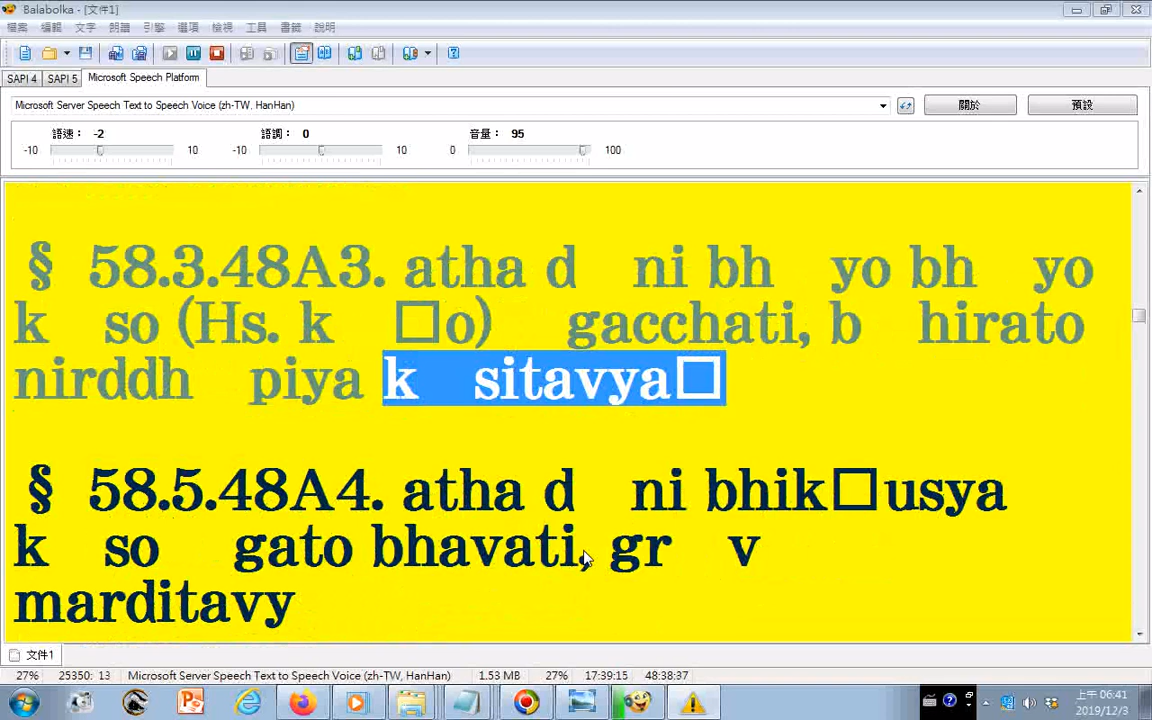 Balabolka - [文件1]
檔案 編輯 文字 朗讀 引擎 選項 檢視 工具 書籤 說明
SAPI 4 SAPI 5 Microsoft Speech Platform
Microsoft Server Speech Text to Speech Voice (zh-TW, HanHan) 關於 預設
語速： -2 語調： 0 音量： 95
-10 10 -10 10 0 100
§ 58.3.48A3. atha d ni bh yo bh yo
k so (Hs. k □o) gacchati, b hirato
nirddh piya k sitavya□
§ 58.5.48A4. atha d ni bhik□usya
k so gato bhavati, gr v
marditavy
文件1
27% 25350: 13 Microsoft Server Speech Text to Speech Voice (zh-TW, HanHan) 1.53 MB 27% 17:39:15 48:38:37
上午 06:41
2019/12/3